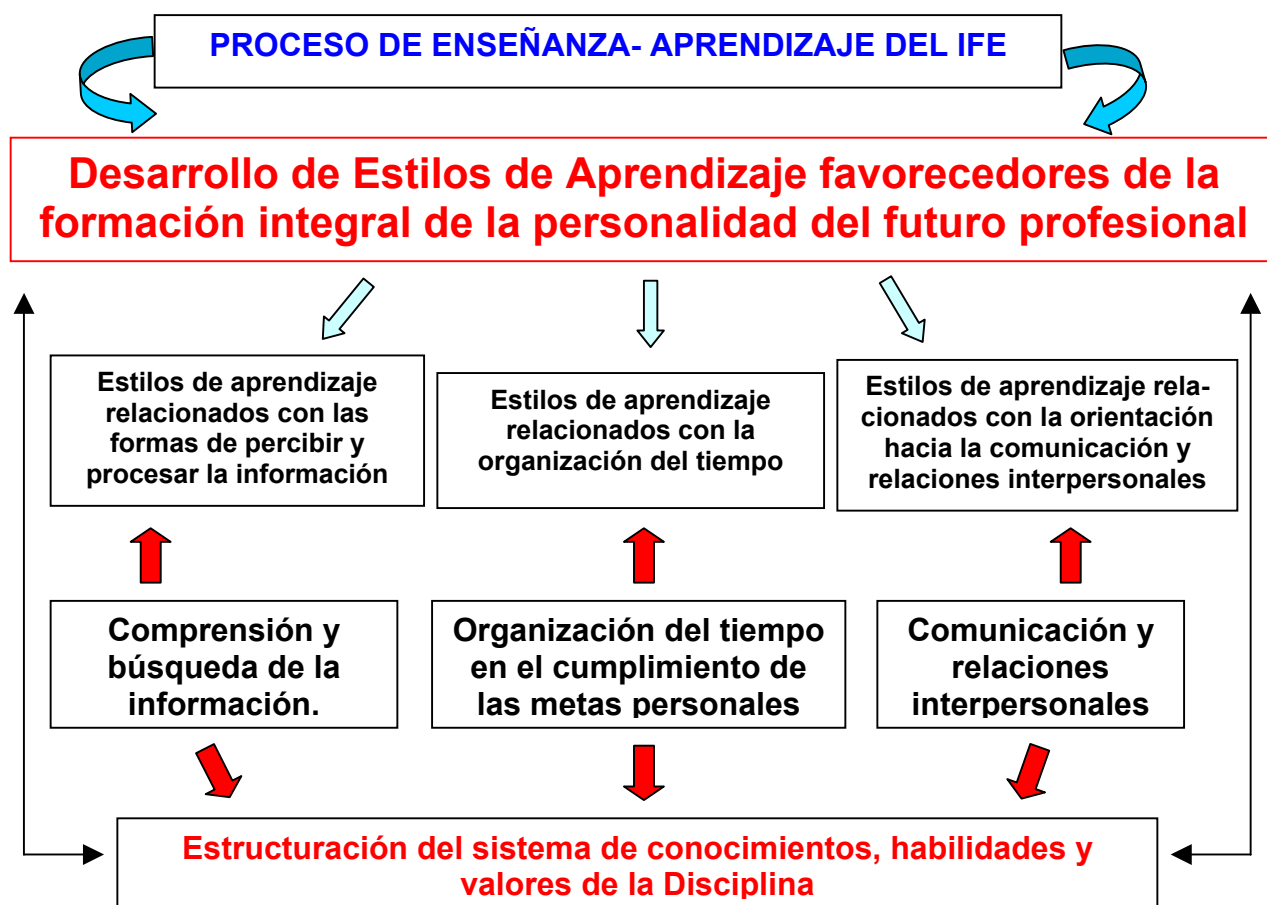 PROCESO DE ENSEÑANZA- APRENDIZAJE DEL IFE
Desarrollo de Estilos de Aprendizaje favorecedores de la
formación integral de la personalidad del futuro profesional
Estilos de aprendizaje
relacionados con las
formas de percibir y
procesar la información
Estilos de aprendizaje
relacionados con la
organización del tiempo
Estilos de aprendizaje rela-
cionados con la orientación
hacia la comunicación y
relaciones interpersonales
Comprensión y
búsqueda de la
información.
Organización del tiempo
en el cumplimiento de
las metas personales
Comunicación y
relaciones
interpersonales
Estructuración del sistema de conocimientos, habilidades y
valores de la Disciplina